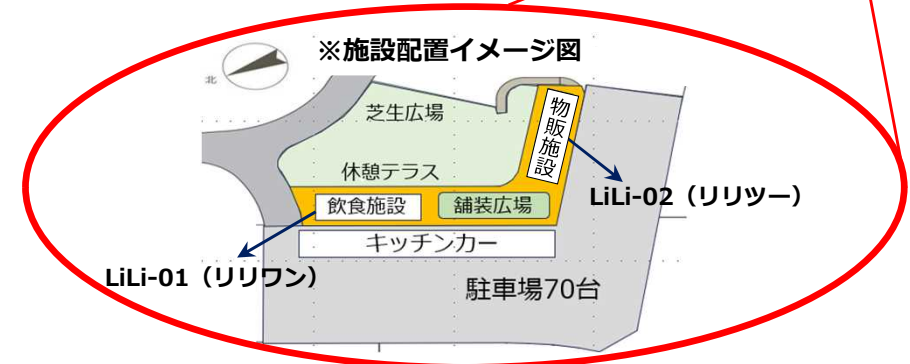 ※施設配置イメージ図
北
芝生広場
物販施設
休憩テラス
LiLi-02（リリツー）
飲食施設
舗装広場
キッチンカー
LiLi-01（リリワン）
駐車場70台